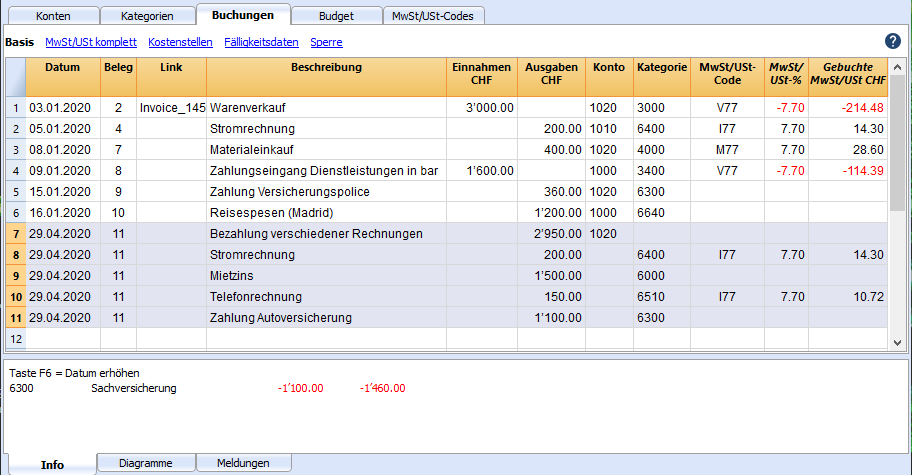 Konten Kategorien Buchungen Budget MwSt/USt-Codes
Basis MwSt/USt komplett Kostenstellen Fälligkeitsdaten Sperre ?
Datum Beleg Link Beschreibung Einnahmen CHF Ausgaben CHF Konto Kategorie MwSt/USt-Code MwSt/USt-% Gebuchte MwSt/USt CHF
1 03.01.2020 2 Invoice_145 Warenverkauf 3'000.00 1020 3000 V77 -7.70 -214.48
2 05.01.2020 4 Stromrechnung 200.00 1010 6400 I77 7.70 14.30
3 08.01.2020 7 Materialeinkauf 400.00 1020 4000 M77 7.70 28.60
4 09.01.2020 8 Zahlungseingang Dienstleistungen in bar 1'600.00 1000 3400 V77 -7.70 -114.39
5 15.01.2020 9 Zahlung Versicherungspolice 360.00 1020 6300
6 16.01.2020 10 Reisespesen (Madrid) 1'200.00 1000 6640
7 29.04.2020 11 Bezahlung verschiedener Rechnungen 2'950.00 1020
8 29.04.2020 11 Stromrechnung 200.00 6400 I77 7.70 14.30
9 29.04.2020 11 Mietzins 1'500.00 6000
10 29.04.2020 11 Telefonrechnung 150.00 6510 I77 7.70 10.72
11 29.04.2020 11 Zahlung Autoversicherung 1'100.00 6300
12
Taste F6 = Datum erhöhen
6300 Sachversicherung -1'100.00 -1'460.00
Info Diagramme Meldungen